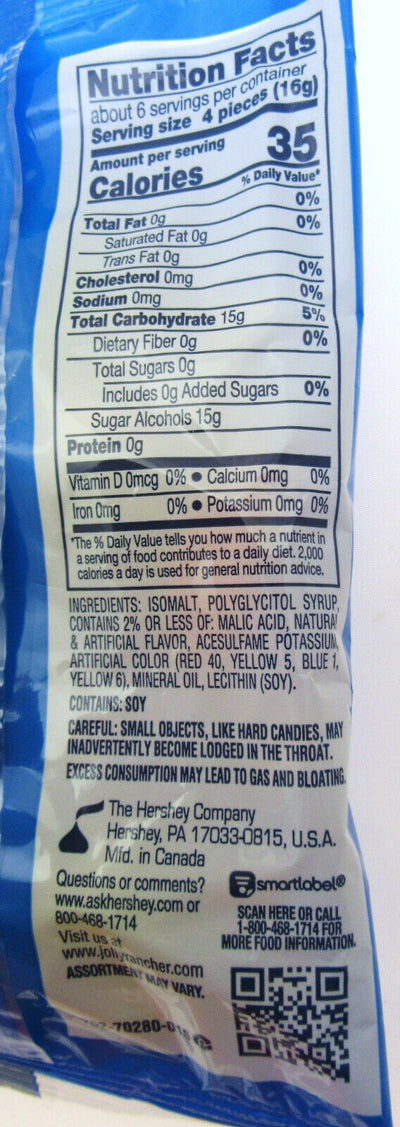 Nutrition Facts
about 6 servings per container
Serving size 4 pieces (16g)
Amount per serving
Calories 35
% Daily Value*
Total Fat 0g 0%
Saturated Fat 0g 0%
Trans Fat 0g
Cholesterol 0mg 0%
Sodium 0mg 0%
Total Carbohydrate 15g 5%
Dietary Fiber 0g 0%
Total Sugars 0g
Includes 0g Added Sugars 0%
Sugar Alcohols 15g
Protein 0g
Vitamin D 0mcg 0% • Calcium 0mg 0%
Iron 0mg 0% • Potassium 0mg 0%
*The % Daily Value tells you how much a nutrient in
a serving of food contributes to a daily diet. 2,000
calories a day is used for general nutrition advice.
INGREDIENTS: ISOMALT, POLYGLYCITOL SYRUP,
CONTAINS 2% OR LESS OF: MALIC ACID, NATURAL
& ARTIFICIAL FLAVOR, ACESULFAME POTASSIUM,
ARTIFICIAL COLOR (RED 40, YELLOW 5, BLUE 1,
YELLOW 6), MINERAL OIL, LECITHIN (SOY).
CONTAINS: SOY
CAREFUL: SMALL OBJECTS, LIKE HARD CANDIES, MAY
INADVERTENTLY BECOME LODGED IN THE THROAT.
EXCESS CONSUMPTION MAY LEAD TO GAS AND BLOATING.
The Hershey Company
Hershey, PA 17033-0815, U.S.A.
Mfd. in Canada
Questions or comments?
www.askhershey.com or
800-468-1714
Visit us at
www.jollyrancher.com
ASSORTMENT MAY VARY.
smartlabel®
SCAN HERE OR CALL
1-800-468-1714 FOR
MORE FOOD INFORMATION.